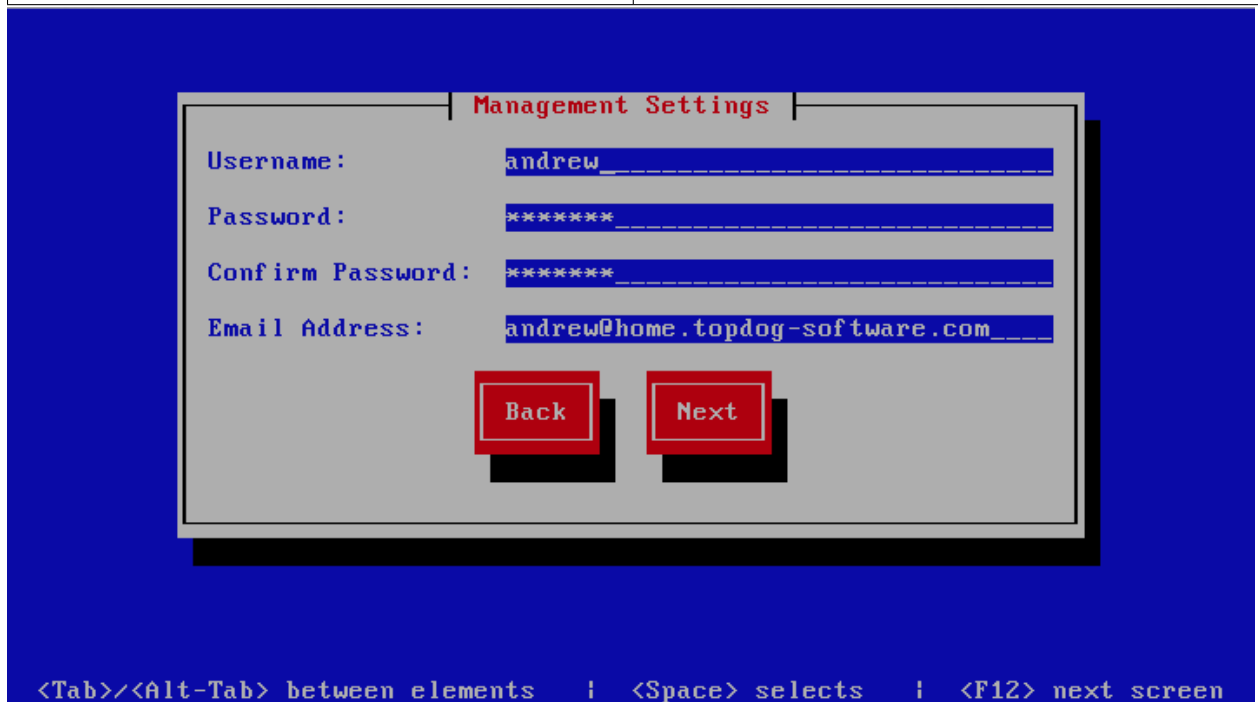 Management Settings
Username: andrew
Password: *******
Confirm Password: *******
Email Address: andrew@home.topdog-software.com
Back Next
<Tab>/<Alt-Tab> between elements | <Space> selects | <F12> next screen